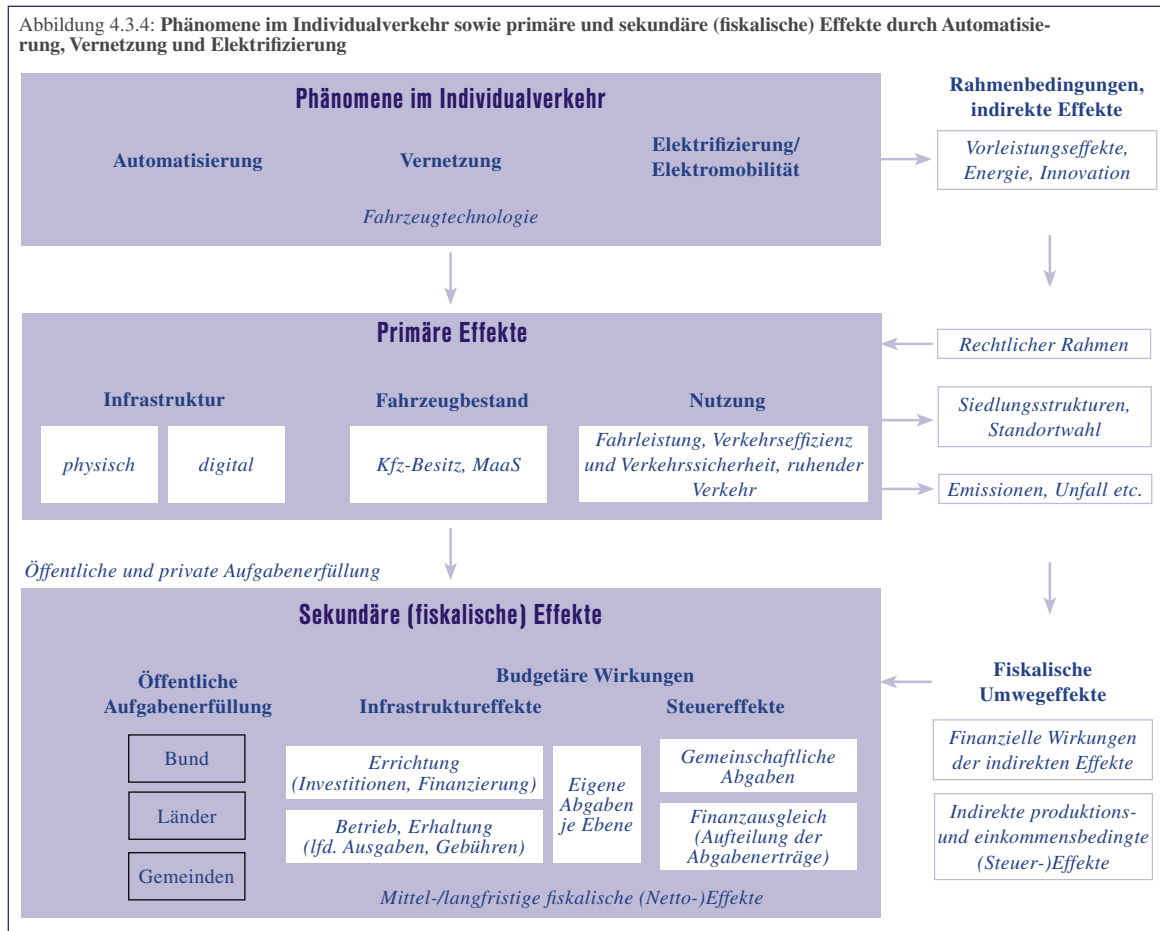 Abbildung 4.3.4: Phänomene im Individualverkehr sowie primäre und sekundäre (fiskalische) Effekte durch Automatisie-
rung, Vernetzung und Elektrifizierung
Phänomene im Individualverkehr
Automatisierung
Vernetzung
Elektrifizierung/
Elektromobilität
Fahrzeugtechnologie
Rahmenbedingungen,
indirekte Effekte
Vorleistungseffekte,
Energie, Innovation
Primäre Effekte
Infrastruktur
physisch
digital
Fahrzeugbestand
Kfz-Besitz, MaaS
Nutzung
Fahrleistung, Verkehrseffizienz
und Verkehrssicherheit, ruhender
Verkehr
Rechtlicher Rahmen
Siedlungsstrukturen,
Standortwahl
Emissionen, Unfall etc.
Öffentliche und private Aufgabenerfüllung
Sekundäre (fiskalische) Effekte
Öffentliche
Aufgabenerfüllung
Bund
Länder
Gemeinden
Budgetäre Wirkungen
Infrastruktureffekte
Steuereffekte
Errichtung
(Investitionen, Finanzierung)
Betrieb, Erhaltung
(lfd. Ausgaben, Gebühren)
Eigene
Abgaben
je Ebene
Gemeinschaftliche
Abgaben
Finanzausgleich
(Aufteilung der
Abgabenerträge)
Mittel-/langfristige fiskalische (Netto-)Effekte
Fiskalische
Umwegeffekte
Finanzielle Wirkungen
der indirekten Effekte
Indirekte produktions-
und einkommensbedingte
(Steuer-)Effekte